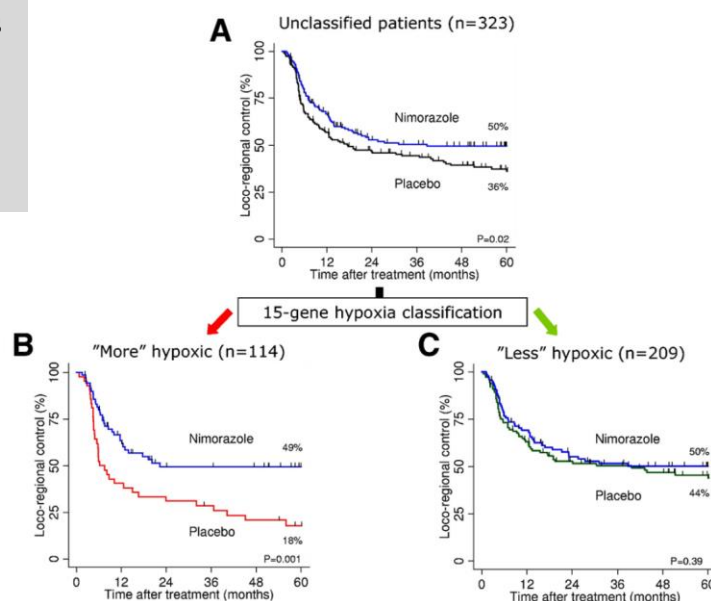 A
Unclassified patients (n=323)
Loco-regional control (%)
100
75
50
25
0
Nimorazole
50%
Placebo
36%
P=0.02
0 12 24 36 48 60
Time after treatment (months)
15-gene hypoxia classification
B
"More" hypoxic (n=114)
Loco-regional control (%)
100
75
50
25
0
Nimorazole
49%
Placebo
18%
P=0.001
0 12 24 36 48 60
Time after treatment (months)
C
"Less" hypoxic (n=209)
Loco-regional control (%)
100
75
50
25
0
Nimorazole
50%
Placebo
44%
P=0.39
0 12 24 36 48 60
Time after treatment (months)